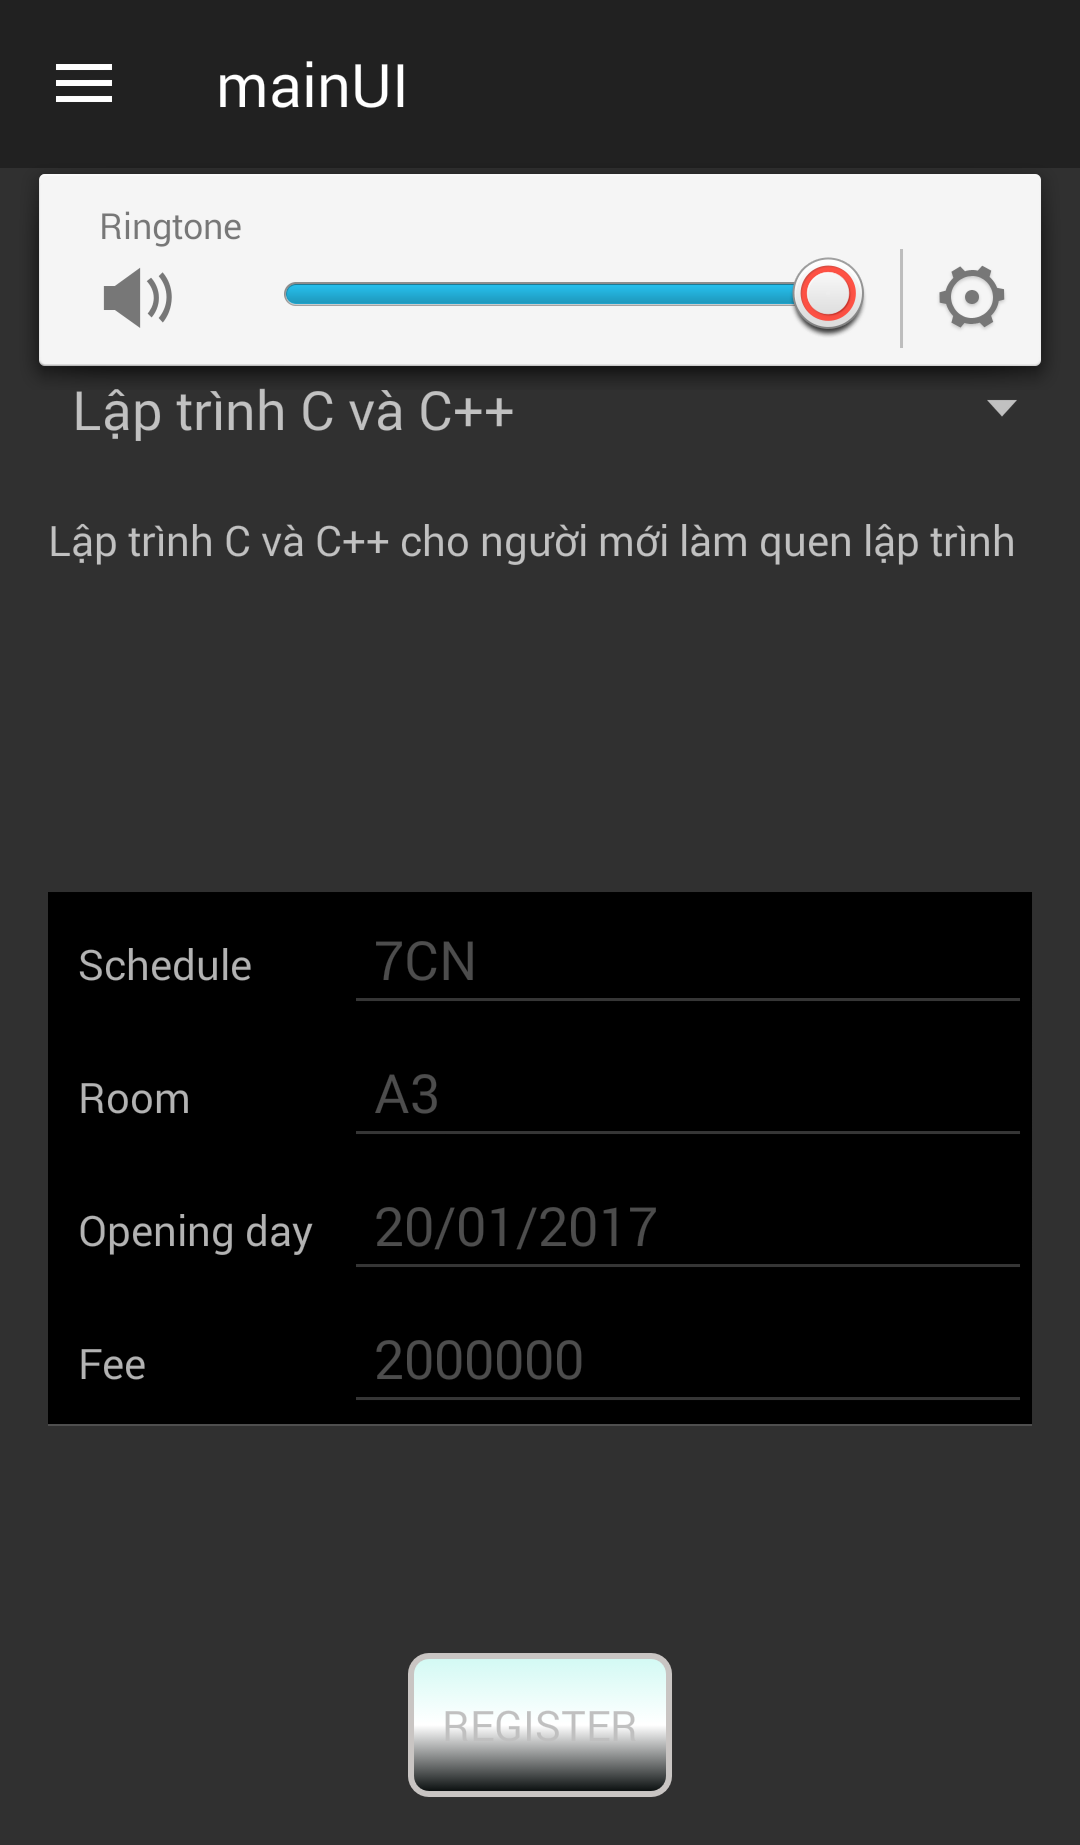 mainUI
Ringtone
Lập trình C và C++
Lập trình C và C++ cho người mới làm quen lập trình
Schedule 7CN
Room A3
Opening day 20/01/2017
Fee 2000000
REGISTER